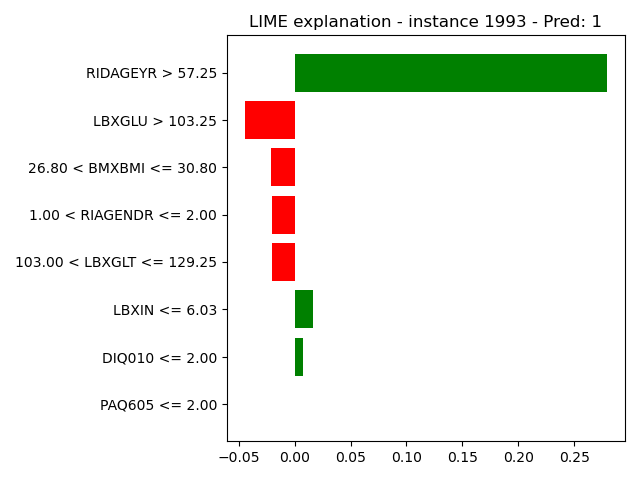 LIME explanation - instance 1993 - Pred: 1
RIDAGEYR > 57.25
LBXGLU > 103.25
26.80 < BMXBMI <= 30.80
1.00 < RIAGENDR <= 2.00
103.00 < LBXGLT <= 129.25
LBXIN <= 6.03
DIQ010 <= 2.00
PAQ605 <= 2.00
−0.05 0.00 0.05 0.10 0.15 0.20 0.25